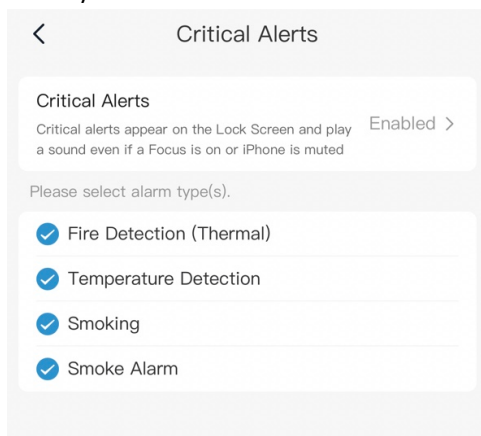 Critical Alerts
Critical Alerts
Critical alerts appear on the Lock Screen and play
a sound even if a Focus is on or iPhone is muted
Enabled
Please select alarm type(s).
Fire Detection (Thermal)
Temperature Detection
Smoking
Smoke Alarm